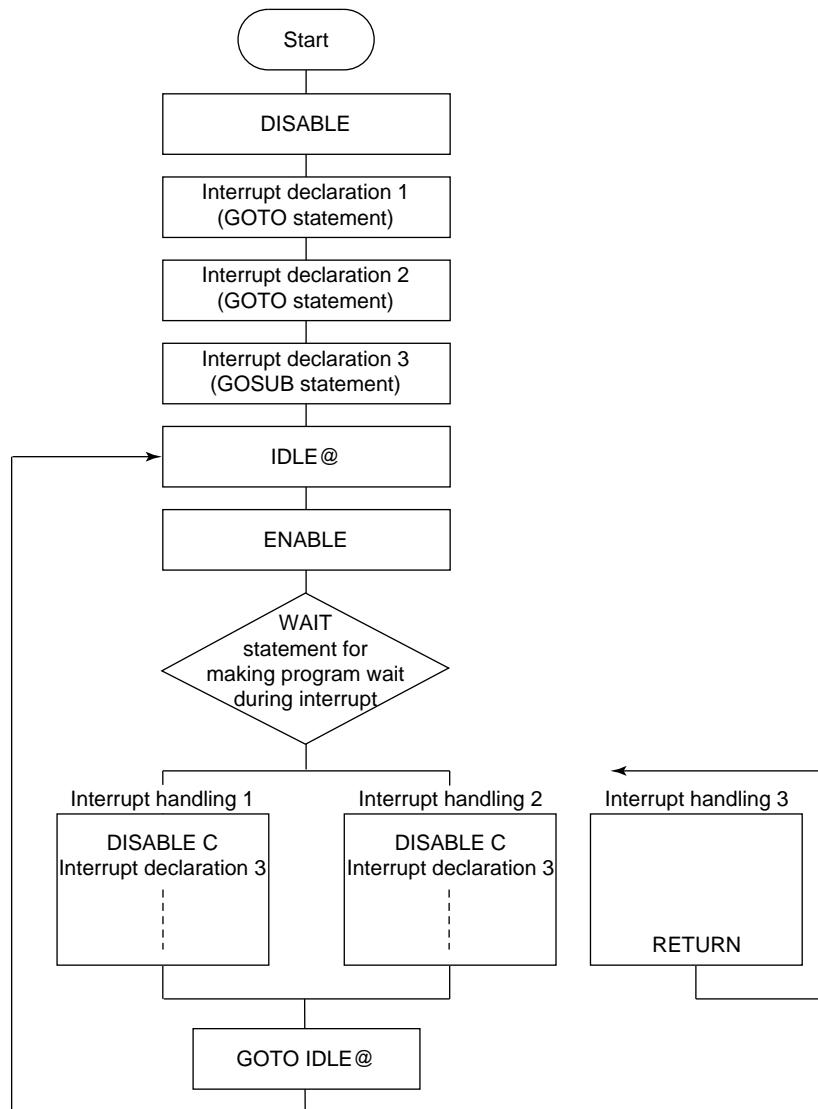 Start
DISABLE
Interrupt declaration 1
(GOTO statement)
Interrupt declaration 2
(GOTO statement)
Interrupt declaration 3
(GOSUB statement)
IDLE@
ENABLE
WAIT
statement for
making program wait
during interrupt
Interrupt handling 1
DISABLE C
Interrupt declaration 3
Interrupt handling 2
DISABLE C
Interrupt declaration 3
Interrupt handling 3
RETURN
GOTO IDLE@